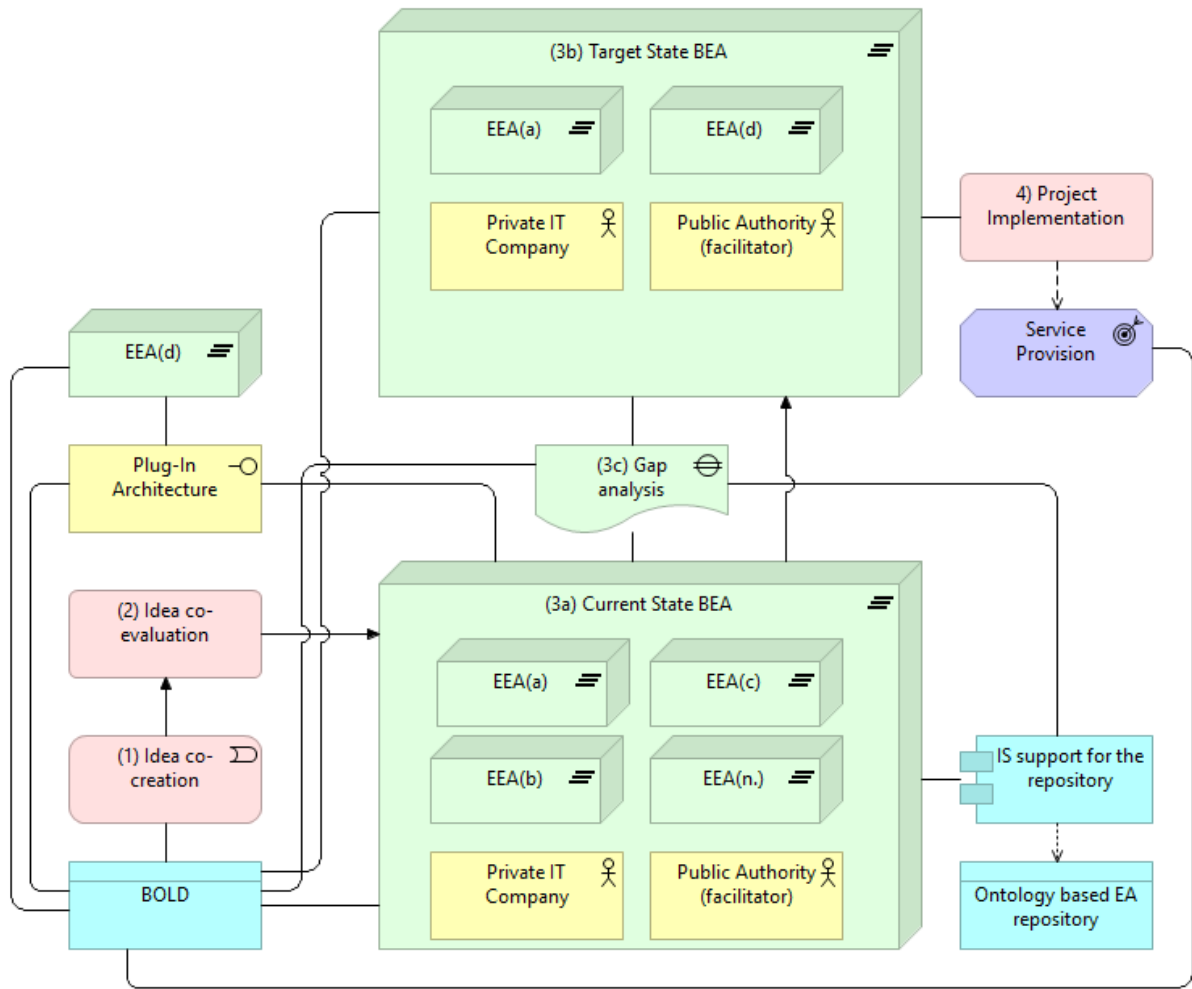 (3b) Target State BEA
EEA(a)
EEA(d)
Private IT
Company
Public Authority
(facilitator)
4) Project
Implementation
Service
Provision
EEA(d)
Plug-In
Architecture
(3c) Gap
analysis
(2) Idea co-
evaluation
(3a) Current State BEA
EEA(a)
EEA(c)
(1) Idea co-
creation
EEA(b)
EEA(n.)
IS support for the
repository
Private IT
Company
Public Authority
(facilitator)
BOLD
Ontology based EA
repository